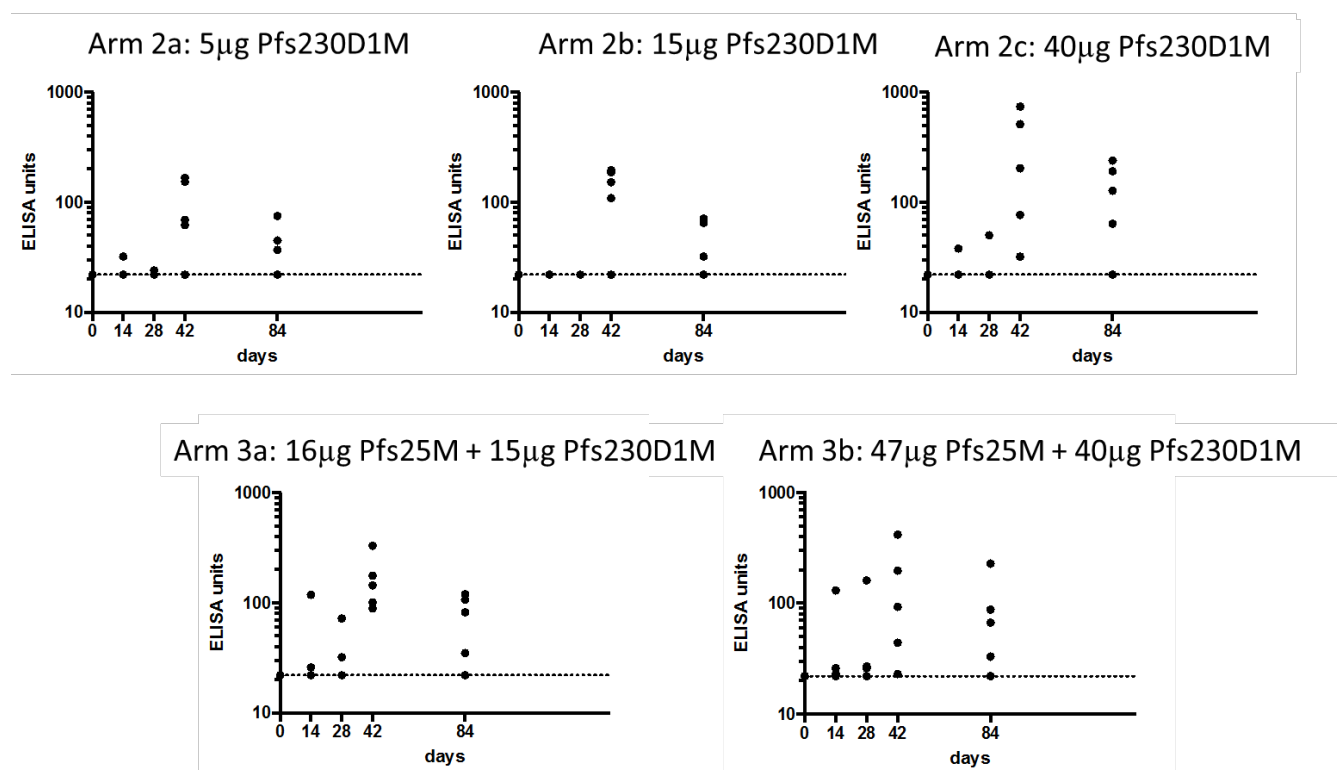 Arm 2a: 5μg Pfs230D1M
Arm 2b: 15μg Pfs230D1M
Arm 2c: 40μg Pfs230D1M
1000
100
10
ELISA units
0 14 28 42 84
days
1000
100
10
ELISA units
0 14 28 42 84
days
1000
100
10
ELISA units
0 14 28 42 84
days
Arm 3a: 16μg Pfs25M + 15μg Pfs230D1M
Arm 3b: 47μg Pfs25M + 40μg Pfs230D1M
1000
100
10
ELISA units
0 14 28 42 84
days
1000
100
10
ELISA units
0 14 28 42 84
days